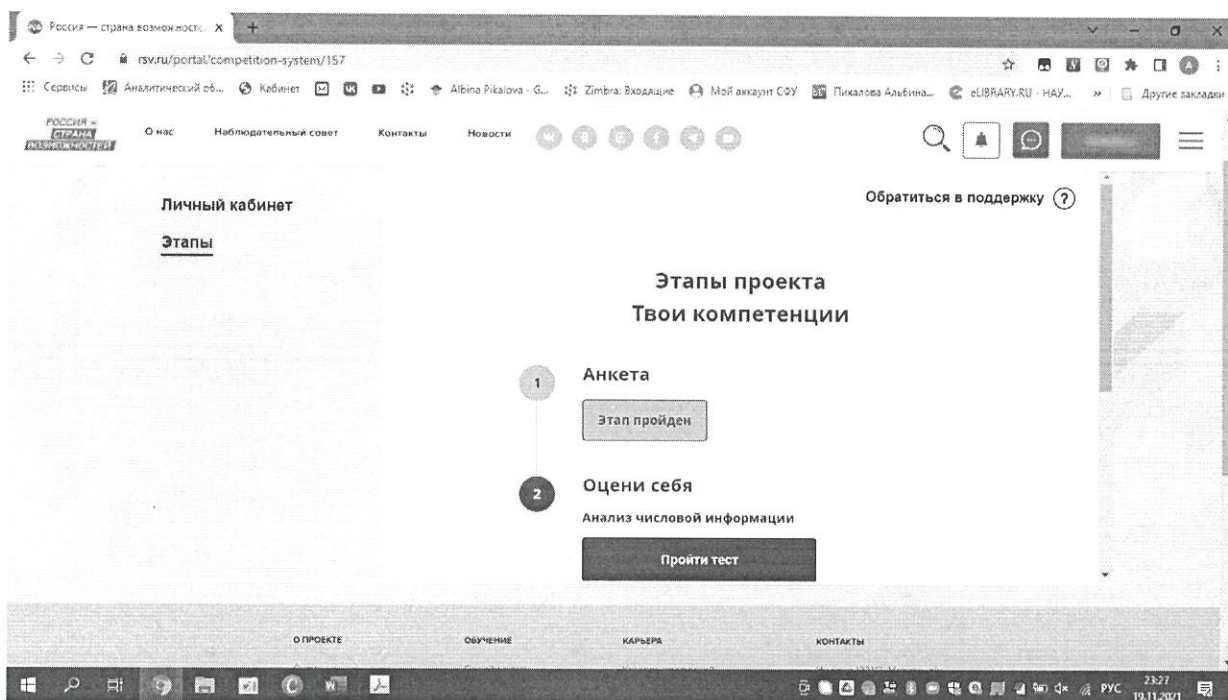 Россия — страна возможност
rsv.ru/portal/competition-system/157
Сервисы Аналитический об... Кабинет Albina Pikalova - G... Zimbra: Входящие Мой аккаунт СФУ Пикалова Альбина... eLIBRARY.RU - НАУ... » Другие закладки
РОССИЯ –
СТРАНА
ВОЗМОЖНОСТЕЙ
О нас Наблюдательный совет Контакты Новости
Личный кабинет
Обратиться в поддержку ?
Этапы
Этапы проекта
Твои компетенции
1 Анкета
Этап пройден
2 Оцени себя
Анализ числовой информации
Пройти тест
О ПРОЕКТЕ ОБУЧЕНИЕ КАРЬЕРА КОНТАКТЫ
РУС
23:27
19.11.2021